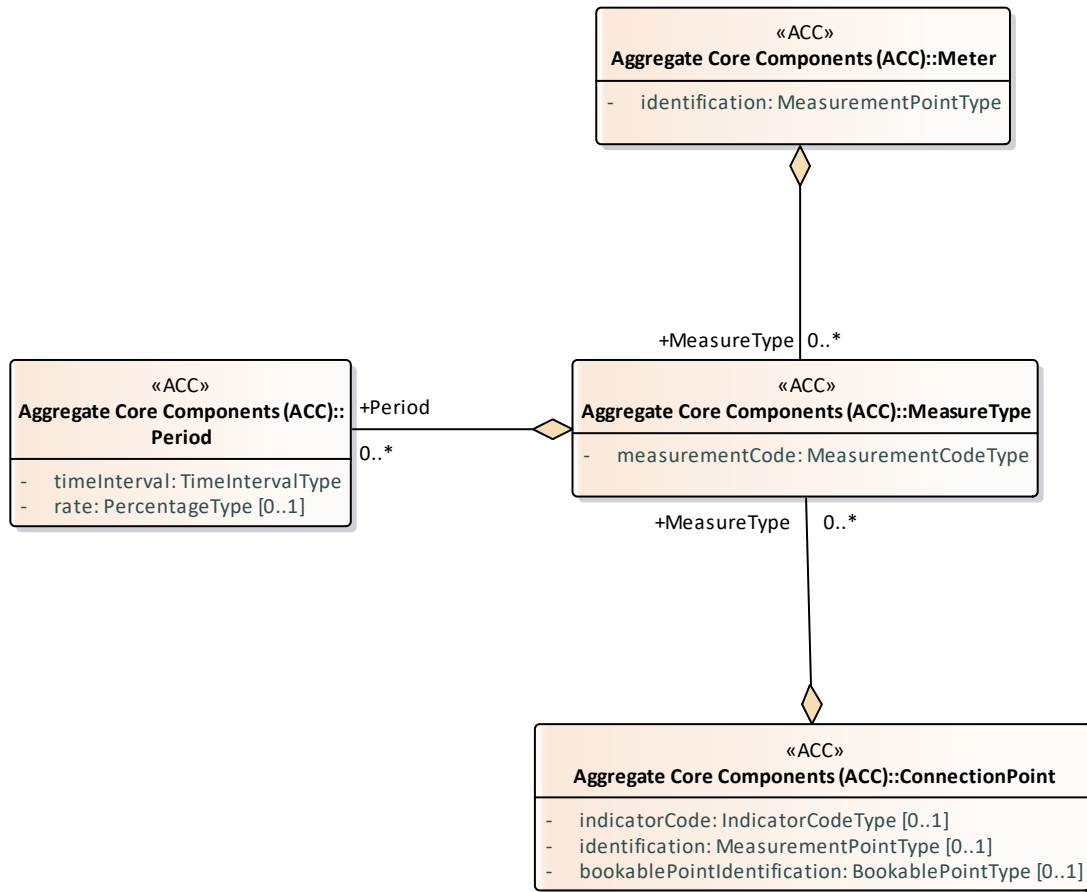 «ACC»
Aggregate Core Components (ACC)::Meter
- identification: MeasurementPointType
+MeasureType 0..*
«ACC»
Aggregate Core Components (ACC)::
Period
- timeInterval: TimeIntervalType
- rate: PercentageType [0..1]
+Period
0..*
«ACC»
Aggregate Core Components (ACC)::MeasureType
- measurementCode: MeasurementCodeType
+MeasureType 0..*
«ACC»
Aggregate Core Components (ACC)::ConnectionPoint
- indicatorCode: IndicatorCodeType [0..1]
- identification: MeasurementPointType [0..1]
- bookablePointIdentification: BookablePointType [0..1]